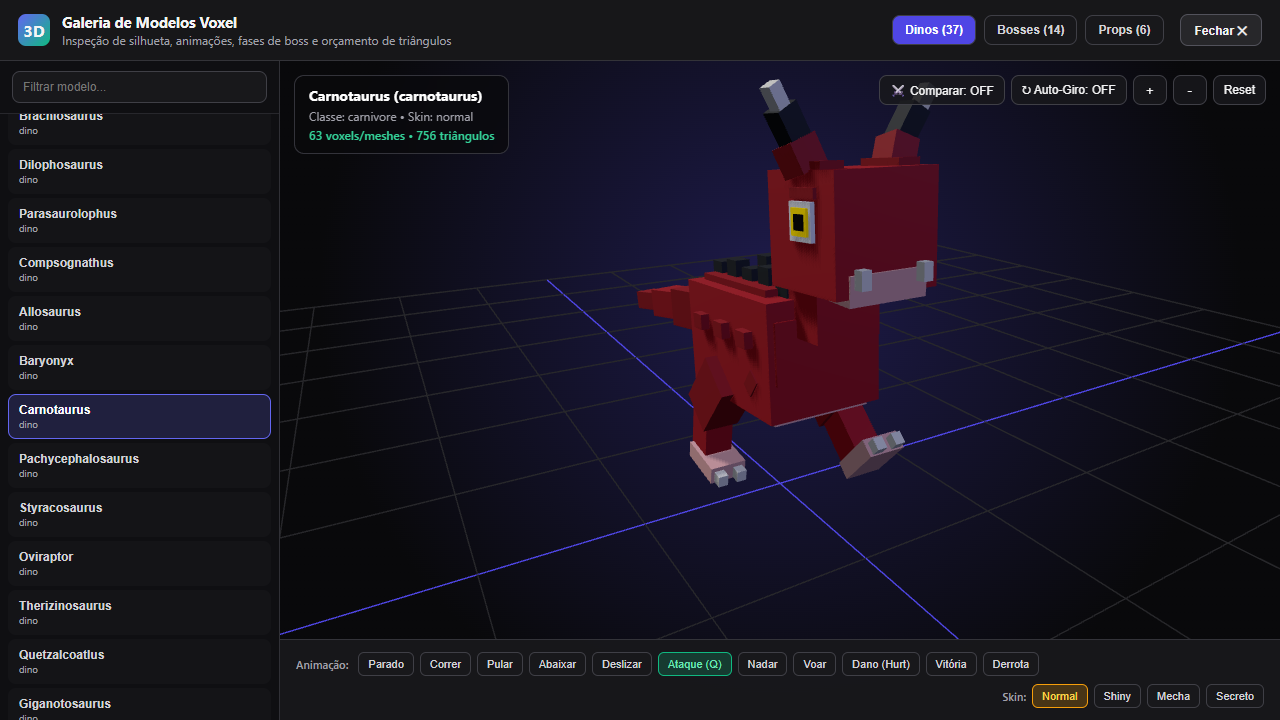 3D
Galeria de Modelos Voxel
Inspeção de silhueta, animações, fases de boss e orçamento de triângulos
Dinos (37)
Bosses (14)
Props (6)
Fechar ✕
Filtrar modelo...
Brachiosaurus
dino
Dilophosaurus
dino
Parasaurolophus
dino
Compsognathus
dino
Allosaurus
dino
Baryonyx
dino
Carnotaurus
dino
Pachycephalosaurus
dino
Styracosaurus
dino
Oviraptor
dino
Therizinosaurus
dino
Quetzalcoatlus
dino
Giganotosaurus
dino
Carnotaurus (carnotaurus)
Classe: carnivore • Skin: normal
63 voxels/meshes • 756 triângulos
⚔ Comparar: OFF
↻ Auto-Giro: OFF
+
-
Reset
Animação:
Parado
Correr
Pular
Abaixar
Deslizar
Ataque (Q)
Nadar
Voar
Dano (Hurt)
Vitória
Derrota
Skin:
Normal
Shiny
Mecha
Secreto